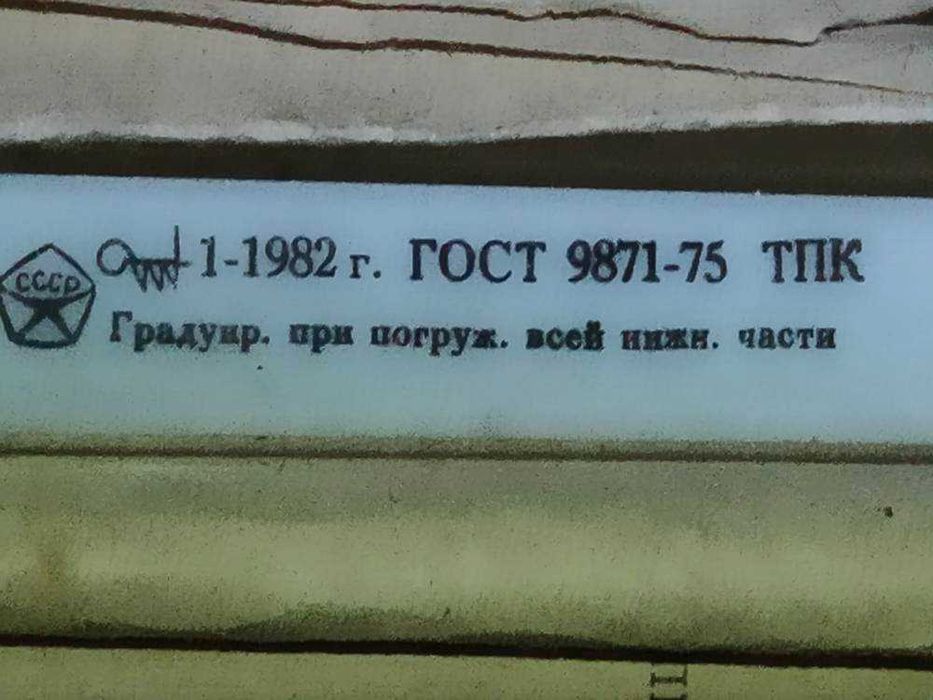 СССР 1-1982 г. ГОСТ 9871-75 ТПК
Градуир. при погруж. всей нижн. части